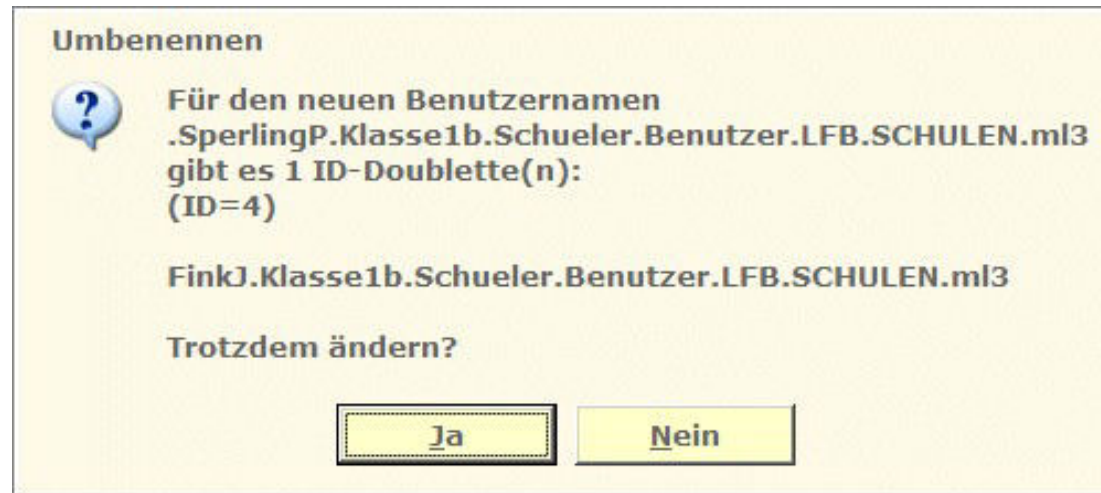 Umbenennen
Für den neuen Benutzernamen
.SperlingP.Klasse1b.Schueler.Benutzer.LFB.SCHULEN.ml3
gibt es 1 ID-Doublette(n):
(ID=4)
FinkJ.Klasse1b.Schueler.Benutzer.LFB.SCHULEN.ml3
Trotzdem ändern?
Ja
Nein